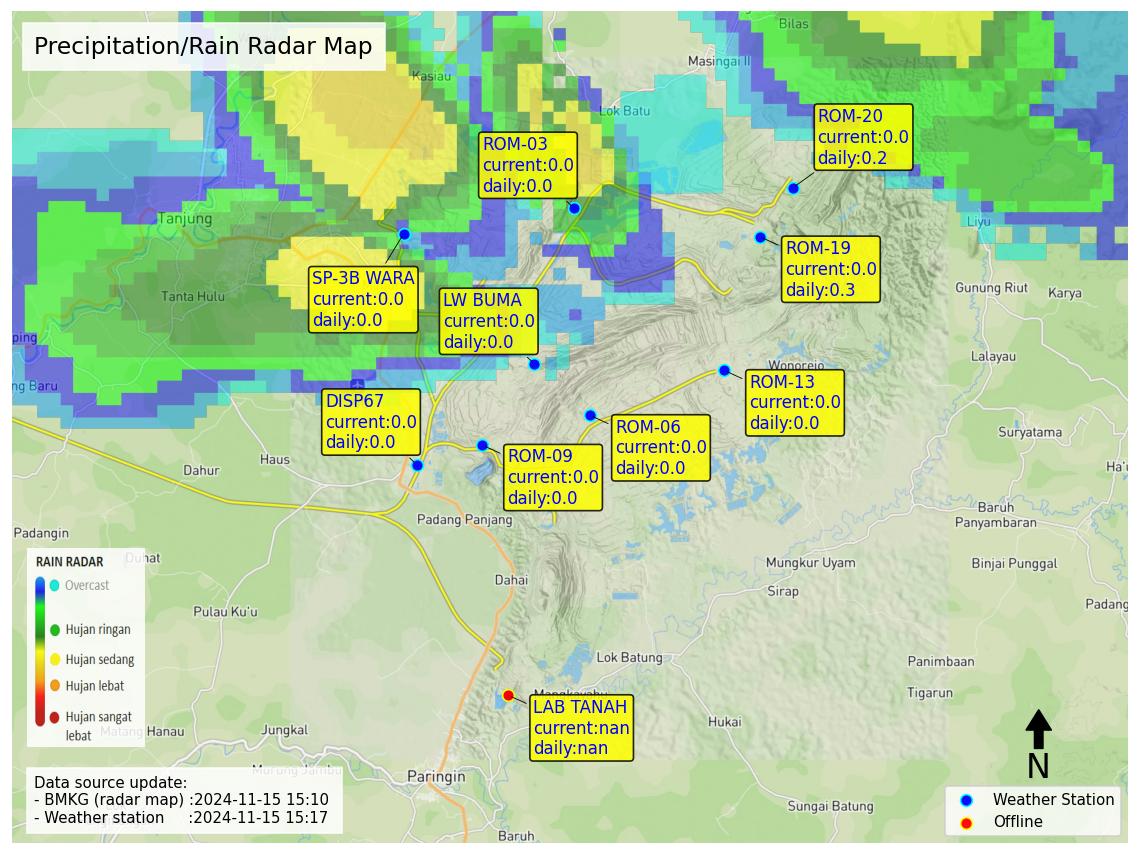 Precipitation/Rain Radar Map
Bilas
Masingai II
Kasiau
Lok Batu
ROM-20
current:0.0
daily:0.2
ROM-03
current:0.0
daily:0.0
Tanjung
Liyu
ROM-19
current:0.0
daily:0.3
SP-3B WARA
current:0.0
daily:0.0
Tanta Hulu
LW BUMA
current:0.0
daily:0.0
Gunung Riut
Karya
ping
Lalayau
Wonorejo
ng Baru
ROM-13
current:0.0
daily:0.0
DISP67
current:0.0
daily:0.0
ROM-06
current:0.0
daily:0.0
Suryatama
ROM-09
current:0.0
daily:0.0
Haus
Dahur
Ha'u
Padang Panjang
Baruh
Panyambaran
Padangin
Duhat
Mungkur Uyam
Binjai Punggal
Dahai
Sirap
Padang
Pulau Ku'u
RAIN RADAR
Overcast
Hujan ringan
Hujan sedang
Hujan lebat
Hujan sangat
lebat
Lok Batung
Panimbaan
Tigarun
Mangkayahu
LAB TANAH
current:nan
daily:nan
Hukai
Matang Hanau
Jungkal
Murung Jambu
Paringin
Sungai Batung
Baruh
Data source update:
- BMKG (radar map) :2024-11-15 15:10
- Weather station :2024-11-15 15:17
N
Weather Station
Offline